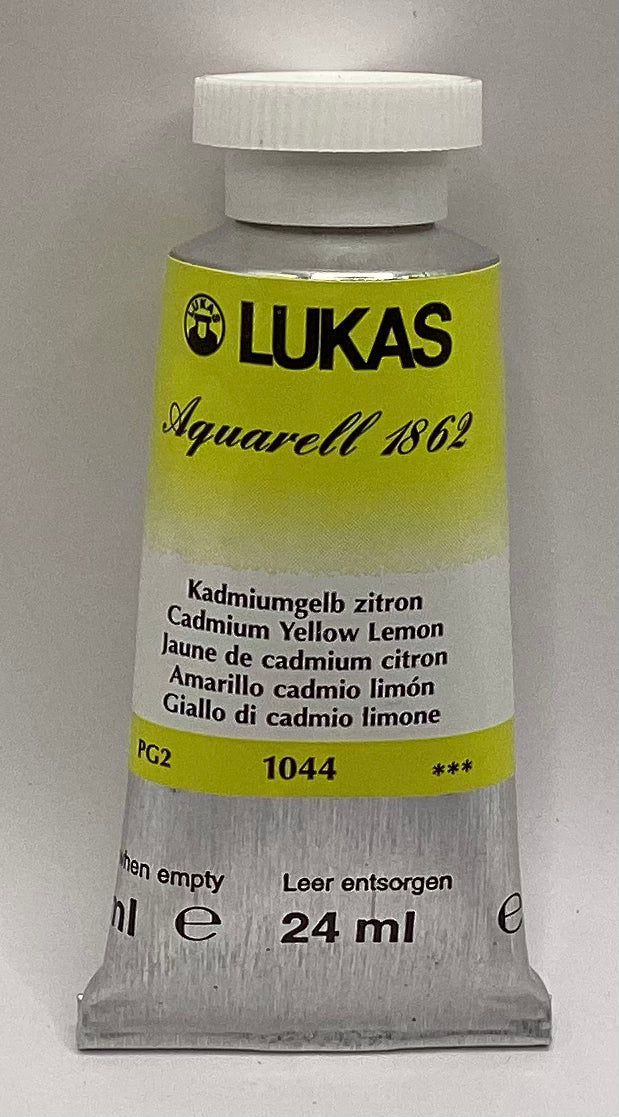 LUKAS
LUKAS
Aquarell 1862
Kadmiumgelb zitron
Cadmium Yellow Lemon
Jaune de cadmium citron
Amarillo cadmio limón
Giallo di cadmio limone
PG2 1044 ***
when empty Leer entsorgen
ml e 24 ml e